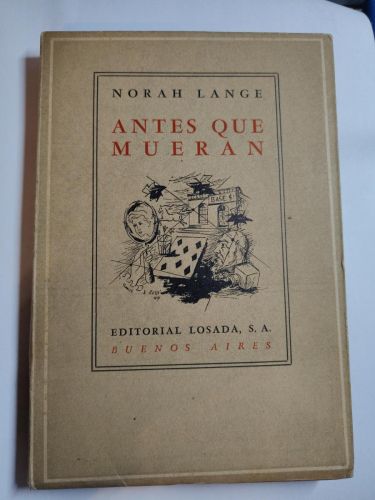 NORAH LANGE
ANTES QUE
MUERAN
EDITORIAL LOSADA, S. A.
BUENOS AIRES